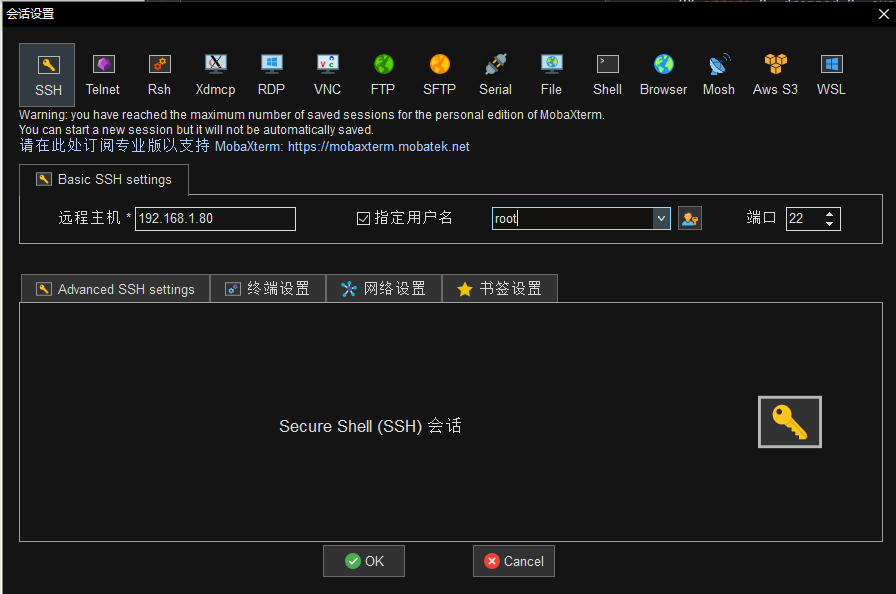 会话设置
SSH
Telnet
Rsh
Xdmcp
RDP
VNC
FTP
SFTP
Serial
File
Shell
Browser
Mosh
Aws S3
WSL
Warning: you have reached the maximum number of saved sessions for the personal edition of MobaXterm.
You can start a new session but it will not be automatically saved.
请在此处订阅专业版以支持 MobaXterm: https://mobaxterm.mobatek.net
Basic SSH settings
远程主机 * 192.168.1.80
指定用户名 root
端口 22
Advanced SSH settings
终端设置
网络设置
书签设置
Secure Shell (SSH) 会话
OK
Cancel